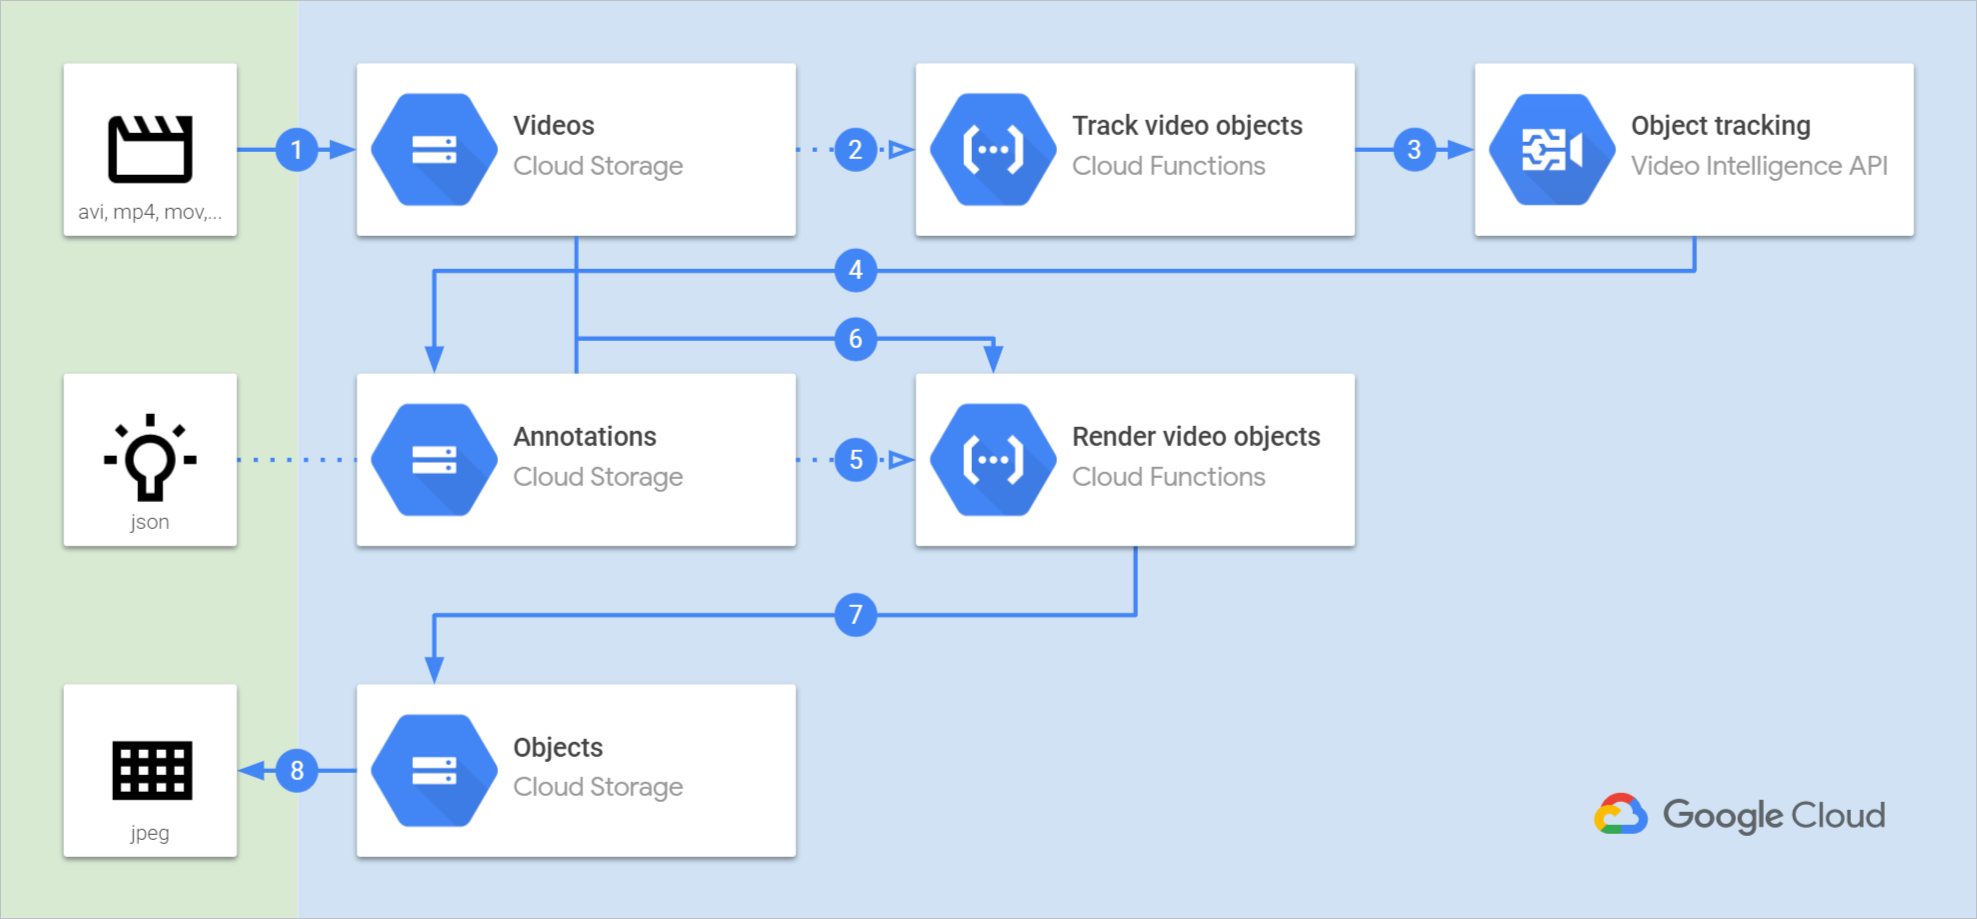 avi, mp4, mov,...
1
Videos
Cloud Storage
2
Track video objects
Cloud Functions
3
Object tracking
Video Intelligence API
4
6
json
Annotations
Cloud Storage
5
Render video objects
Cloud Functions
7
jpeg
8
Objects
Cloud Storage
Google Cloud